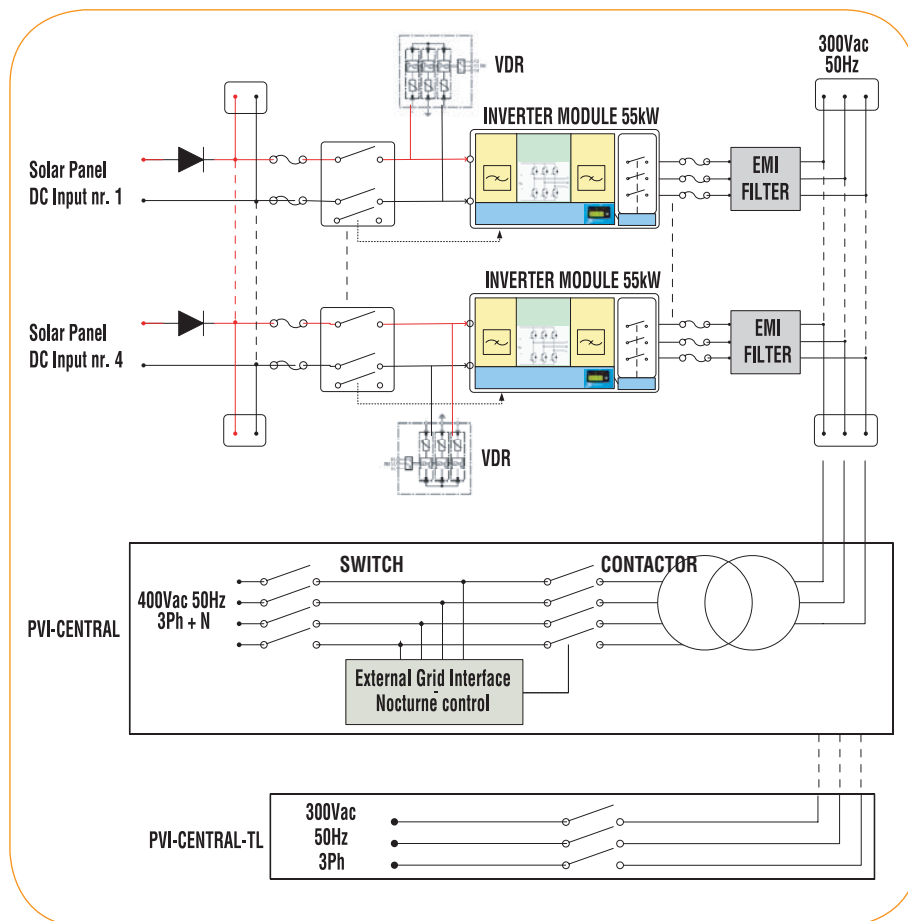 300Vac
50Hz
VDR
INVERTER MODULE 55kW
Solar Panel
DC Input nr. 1
EMI
FILTER
INVERTER MODULE 55kW
Solar Panel
DC Input nr. 4
EMI
FILTER
VDR
SWITCH
CONTACTOR
400Vac 50Hz
3Ph + N
PVI-CENTRAL
External Grid Interface
-
Nocturne control
300Vac
50Hz
3Ph
PVI-CENTRAL-TL